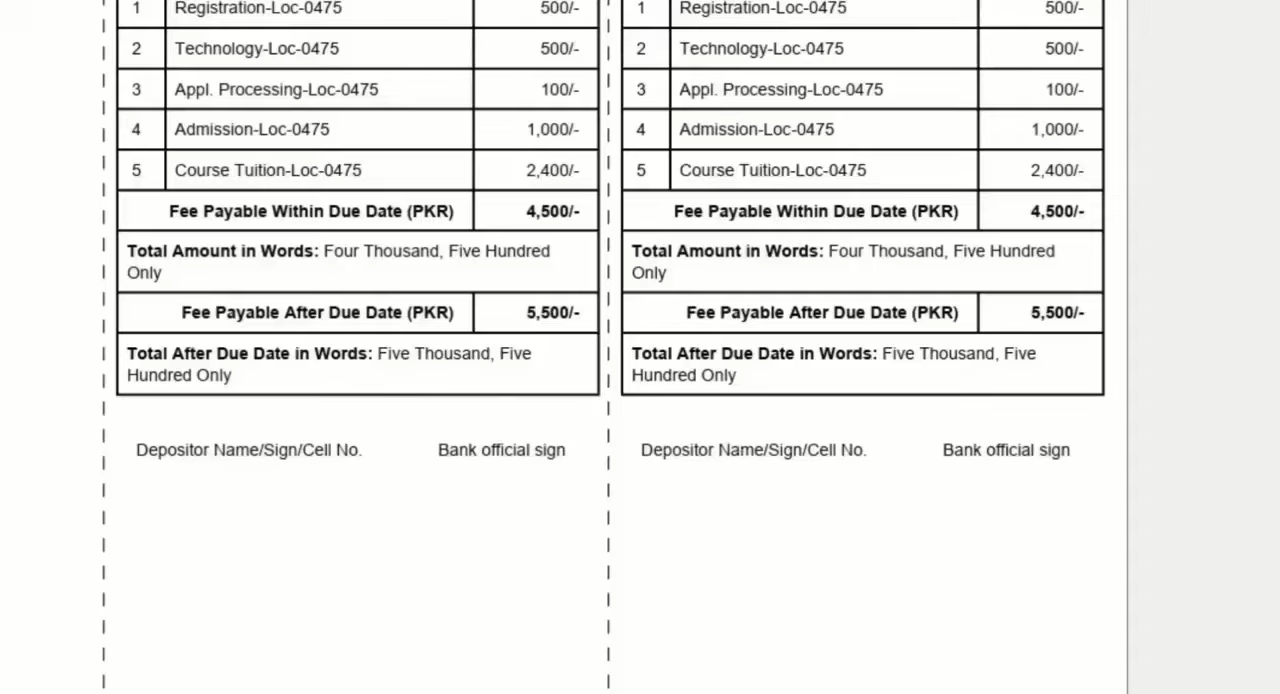 1 Registration-Loc-0475 500/-
2 Technology-Loc-0475 500/-
3 Appl. Processing-Loc-0475 100/-
4 Admission-Loc-0475 1,000/-
5 Course Tuition-Loc-0475 2,400/-
Fee Payable Within Due Date (PKR) 4,500/-
Total Amount in Words: Four Thousand, Five Hundred
Only
Fee Payable After Due Date (PKR) 5,500/-
Total After Due Date in Words: Five Thousand, Five
Hundred Only
Depositor Name/Sign/Cell No. Bank official sign
1 Registration-Loc-0475 500/-
2 Technology-Loc-0475 500/-
3 Appl. Processing-Loc-0475 100/-
4 Admission-Loc-0475 1,000/-
5 Course Tuition-Loc-0475 2,400/-
Fee Payable Within Due Date (PKR) 4,500/-
Total Amount in Words: Four Thousand, Five Hundred
Only
Fee Payable After Due Date (PKR) 5,500/-
Total After Due Date in Words: Five Thousand, Five
Hundred Only
Depositor Name/Sign/Cell No. Bank official sign